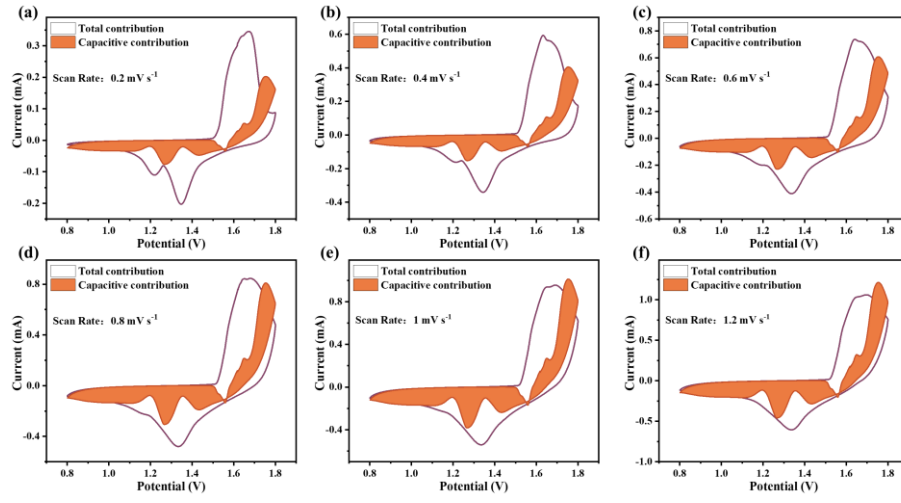 (a)
Total contribution
Capacitive contribution
Scan Rate：0.2 mV s⁻¹
Current (mA)
0.3
0.2
0.1
0.0
-0.1
-0.2
0.8 1.0 1.2 1.4 1.6 1.8
Potential (V)
(b)
Total contribution
Capacitive contribution
Scan Rate：0.4 mV s⁻¹
Current (mA)
0.6
0.4
0.2
0.0
-0.2
-0.4
0.8 1.0 1.2 1.4 1.6 1.8
Potential (V)
(c)
Total contribution
Capacitive contribution
Scan Rate：0.6 mV s⁻¹
Current (mA)
0.8
0.6
0.4
0.2
0.0
-0.2
-0.4
-0.6
0.8 1.0 1.2 1.4 1.6 1.8
Potential (V)
(d)
Total contribution
Capacitive contribution
Scan Rate：0.8 mV s⁻¹
Current (mA)
0.8
0.4
0.0
-0.4
0.8 1.0 1.2 1.4 1.6 1.8
Potential (V)
(e)
Total contribution
Capacitive contribution
Scan Rate：1 mV s⁻¹
Current (mA)
0.8
0.4
0.0
-0.4
0.8 1.0 1.2 1.4 1.6 1.8
Potential (V)
(f)
Total contribution
Capacitive contribution
Scan Rate：1.2 mV s⁻¹
Current (mA)
1.0
0.5
0.0
-0.5
-1.0
0.8 1.0 1.2 1.4 1.6 1.8
Potential (V)